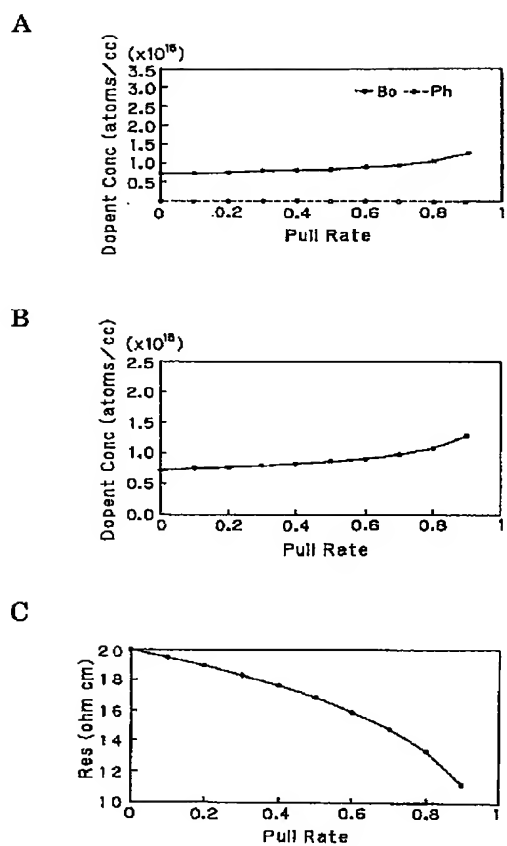 A
(x10¹⁵)
Dopent Conc (atoms/cc)
3.5
3.0
2.5
2.0
1.5
1.0
0.5
Bo Ph
0 0.2 0.4 0.6 0.8 1
Pull Rate
B
(x10¹⁵)
Dopent Conc (atoms/cc)
2.5
2.0
1.5
1.0
0.5
0.0
0 0.2 0.4 0.6 0.8 1
Pull Rate
C
Res (ohm cm)
20
18
16
14
12
10
0 0.2 0.4 0.6 0.8 1
Pull Rate